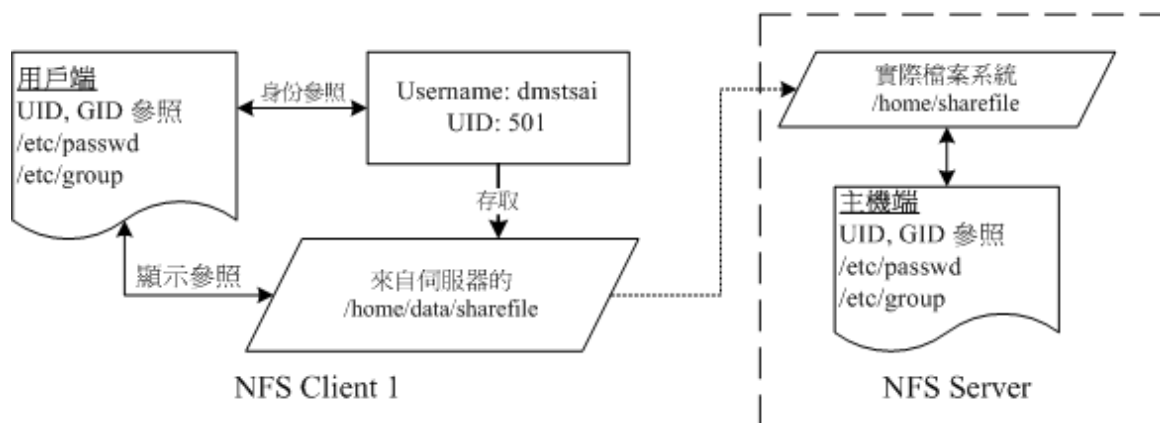 用戶端
UID, GID 參照
/etc/passwd
/etc/group
身份參照
Username: dmstsai
UID: 501
存取
顯示參照
來自伺服器的
/home/data/sharefile
NFS Client 1
實際檔案系統
/home/sharefile
主機端
UID, GID 參照
/etc/passwd
/etc/group
NFS Server